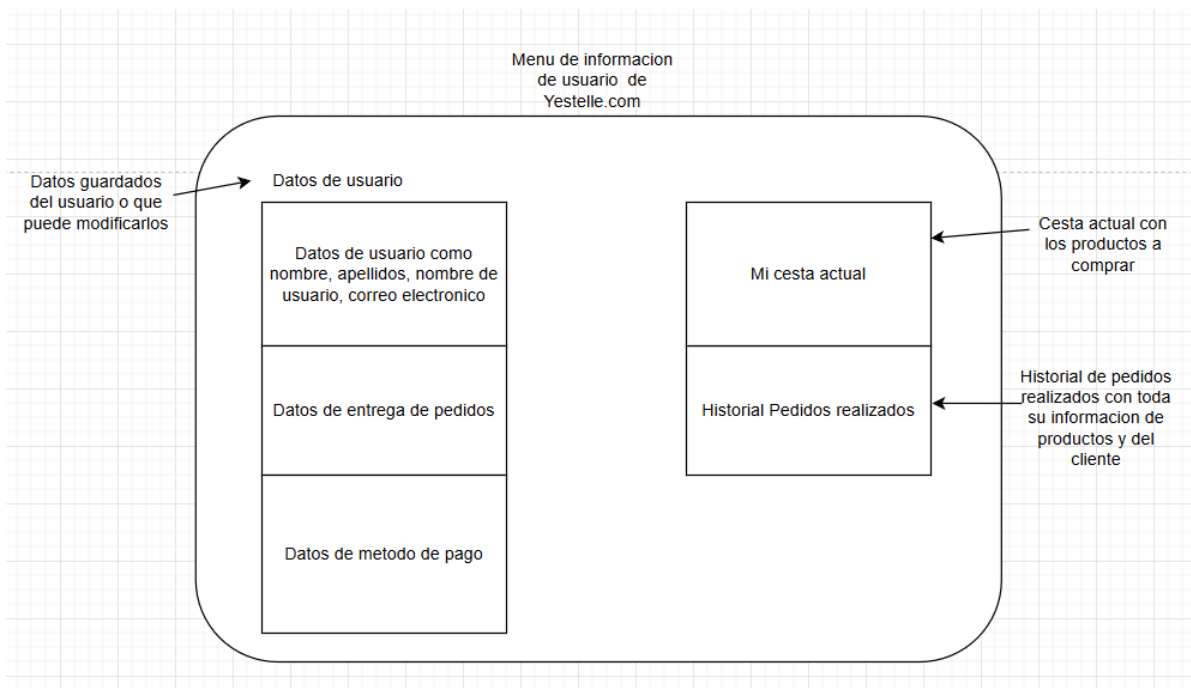 Menu de informacion
de usuario de
Yestelle.com
Datos guardados
del usuario o que
puede modificarlos
Datos de usuario
Datos de usuario como
nombre, apellidos, nombre de
usuario, correo electronico
Datos de entrega de pedidos
Datos de metodo de pago
Mi cesta actual
Historial Pedidos realizados
Cesta actual con
los productos a
comprar
Historial de pedidos
realizados con toda
su informacion de
productos y del
cliente